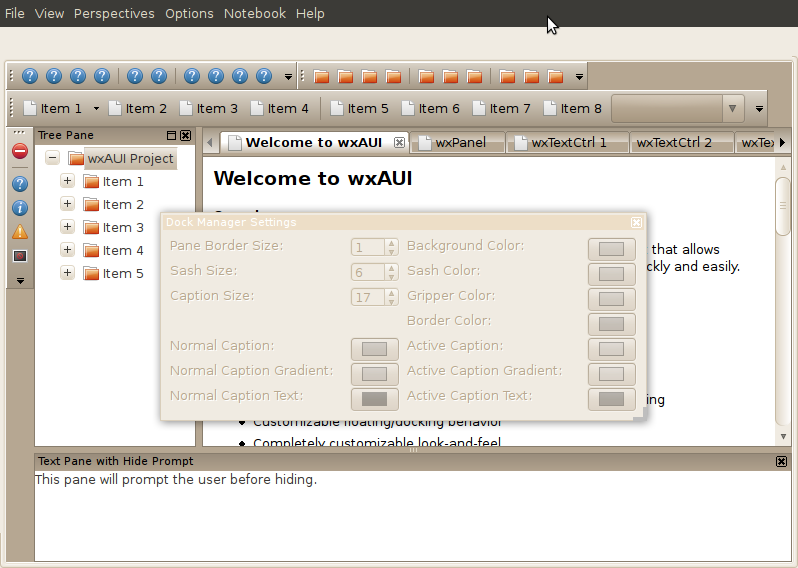 File View Perspectives Options Notebook Help
Item 1 Item 2 Item 3 Item 4 Item 5 Item 6 Item 7 Item 8
Tree Pane
wxAUI Project
Item 1
Item 2
Item 3
Item 4
Item 5
Welcome to wxAUI wxPanel wxTextCtrl 1 wxTextCtrl 2
Welcome to wxAUI
that allows
ckly and easily.
Dock Manager Settings
Pane Border Size: 1 Background Color:
Sash Size: 6 Sash Color:
Caption Size: 17 Gripper Color:
Border Color:
Normal Caption: Active Caption:
Normal Caption Gradient: Active Caption Gradient:
Normal Caption Text: Active Caption Text:
ing
Customizable floating/docking behavior
Completely customizable look-and-feel
Text Pane with Hide Prompt
This pane will prompt the user before hiding.